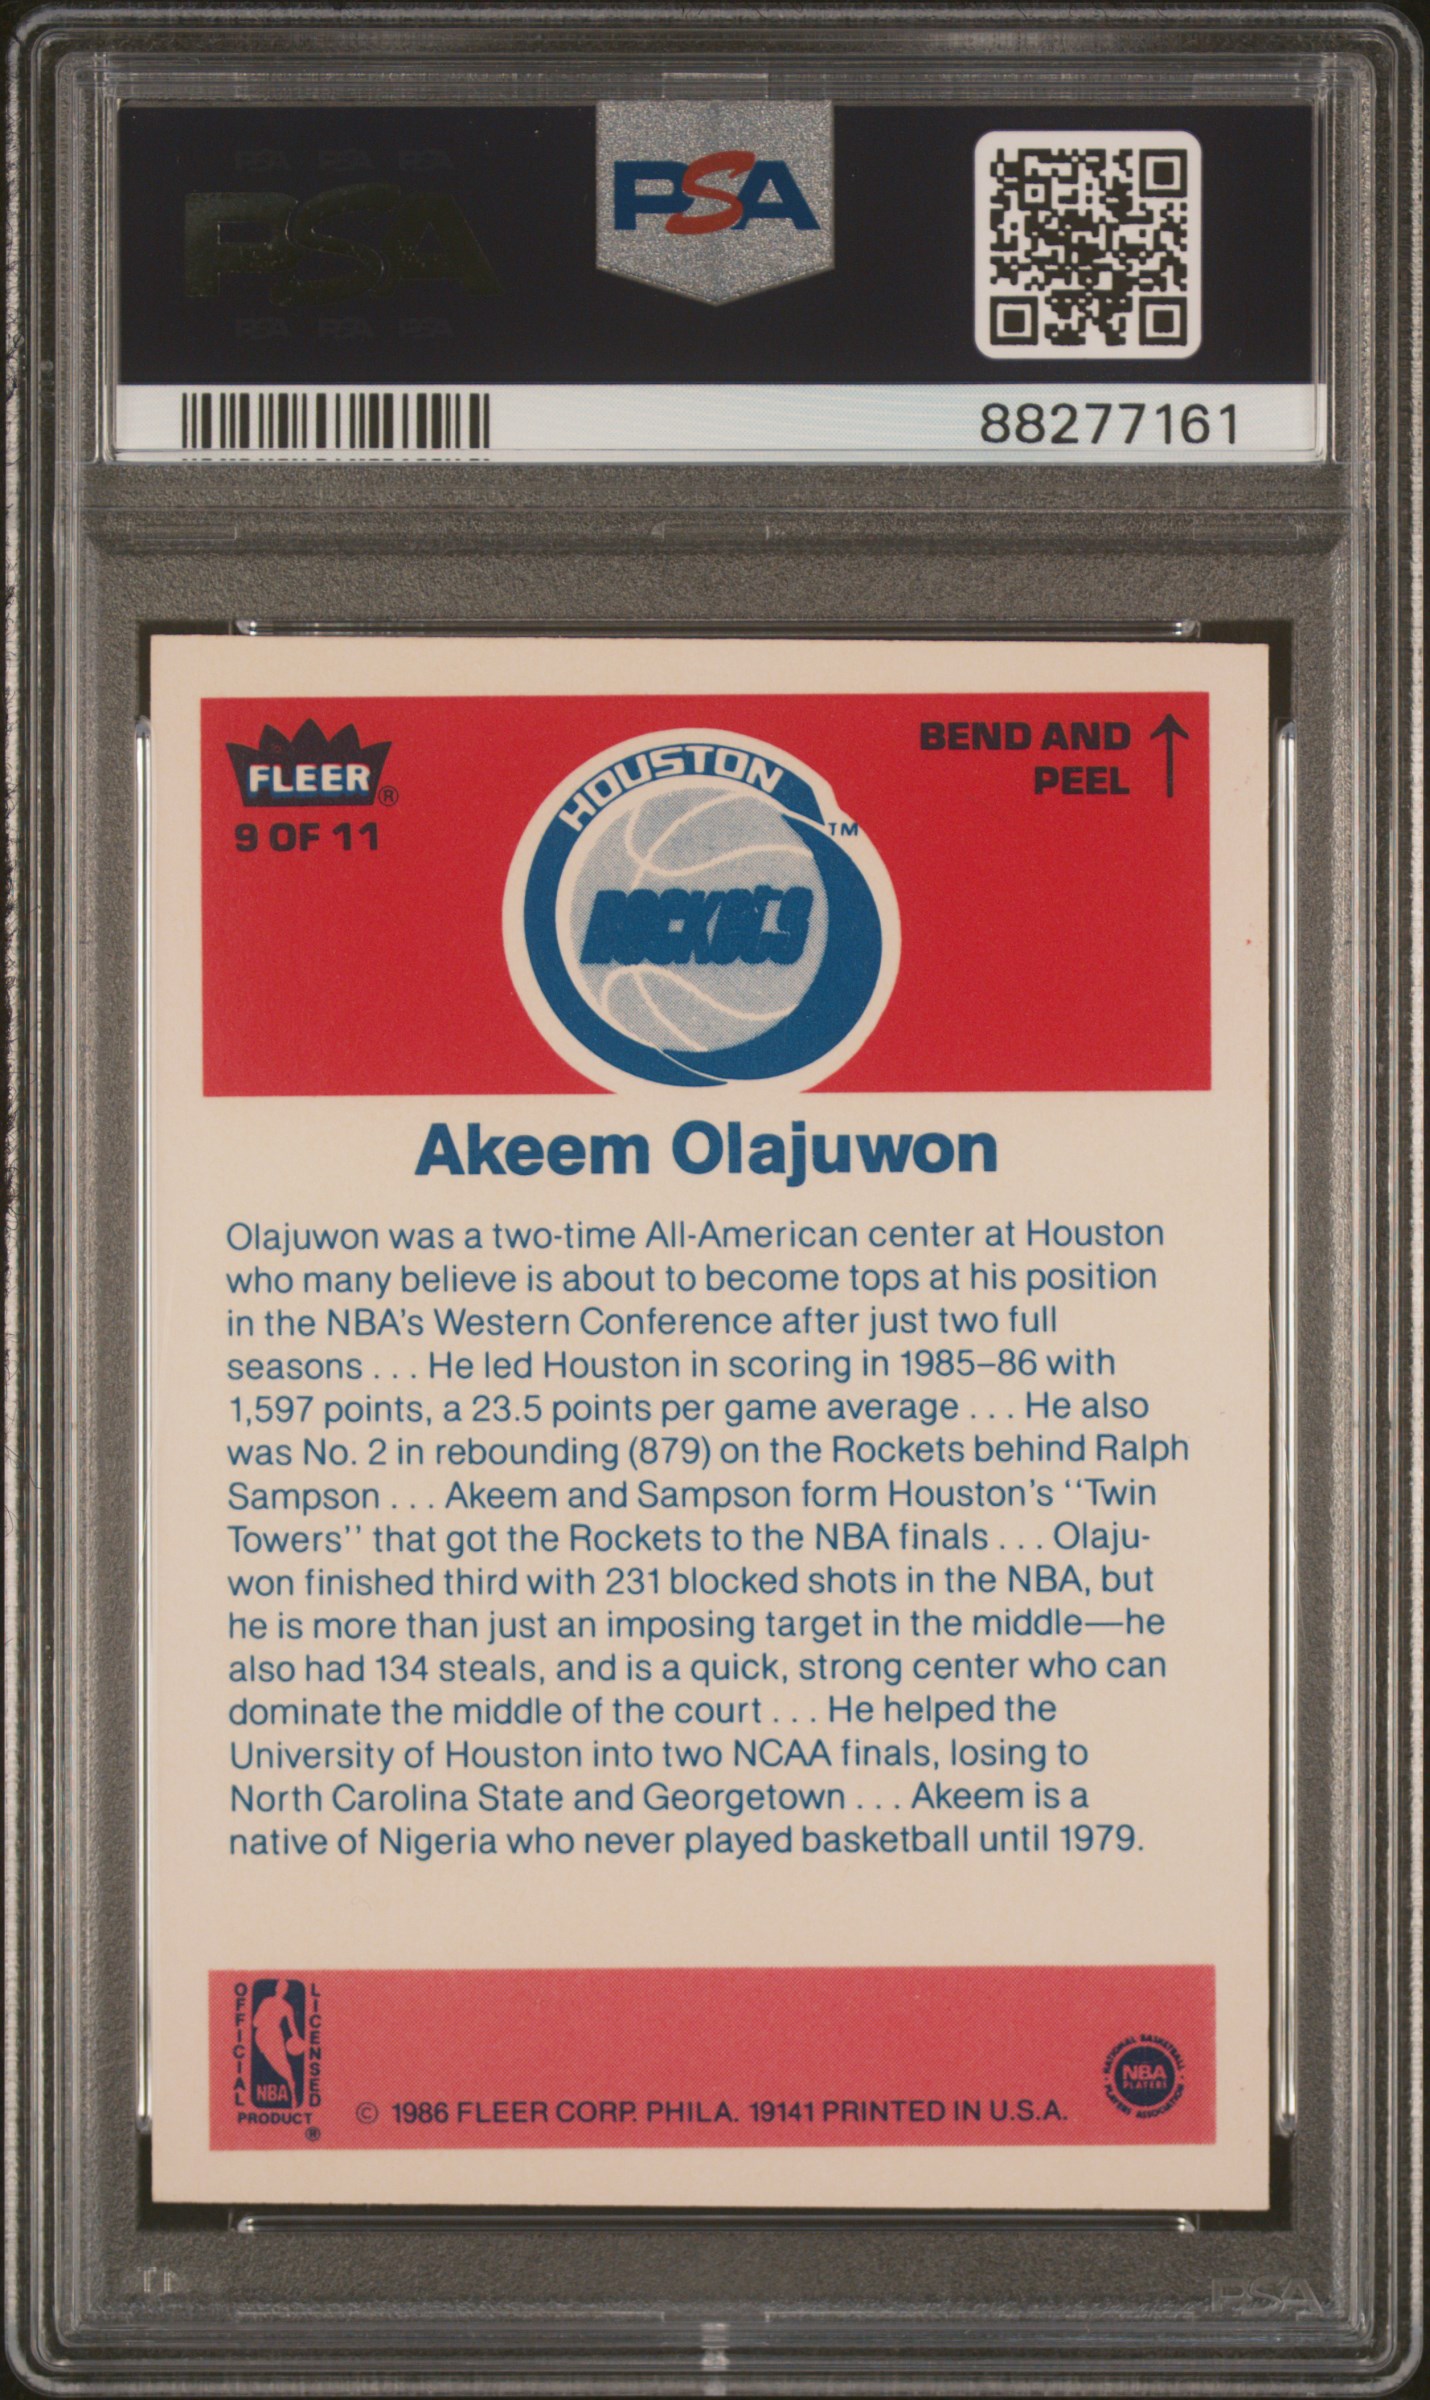 PSA
PSA
88277161
FLEER®
9 OF 11
HOUSTON
ROCKETS
TM
BEND AND
PEEL
Akeem Olajuwon
Olajuwon was a two-time All-American center at Houston
who many believe is about to become tops at his position
in the NBA's Western Conference after just two full
seasons . . . He led Houston in scoring in 1985–86 with
1,597 points, a 23.5 points per game average . . . He also
was No. 2 in rebounding (879) on the Rockets behind Ralph
Sampson . . . Akeem and Sampson form Houston's ‘‘Twin
Towers’’ that got the Rockets to the NBA finals . . . Olaju-
won finished third with 231 blocked shots in the NBA, but
he is more than just an imposing target in the middle—he
also had 134 steals, and is a quick, strong center who can
dominate the middle of the court . . . He helped the
University of Houston into two NCAA finals, losing to
North Carolina State and Georgetown . . . Akeem is a
native of Nigeria who never played basketball until 1979.
OFFICIAL
LICENSED
NBA
PRODUCT
®
© 1986 FLEER CORP. PHILA. 19141 PRINTED IN U.S.A.
NATIONAL BASKETBALL
NBA
PLAYERS
PLAYERS ASSOCIATION
PSA